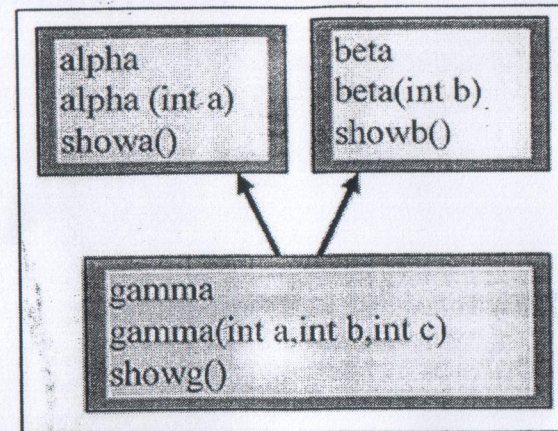 alpha
alpha (int a)
showa()
beta
beta(int b)
showb()
gamma
gamma(int a,int b,int c)
showg()